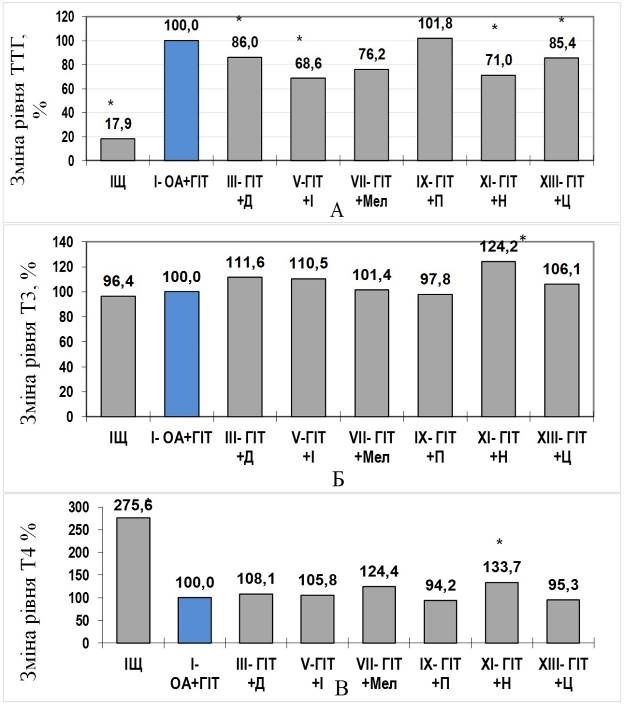 Зміна рівня ТТГ,
%
120
100
80
60
40
20
0
*
17,9
100,0
*
86,0
*
68,6
76,2
101,8
*
71,0
*
85,4
ІЩ
І- ОА+ГІТ
ІІІ- ГІТ
+Д
V-ГІТ
+І
VІІ- ГІТ
+Мел
ІХ- ГІТ
+П
ХІ- ГІТ
+Н
ХІІІ- ГІТ
+Ц
А
Зміна рівня Т3, %
140
120
100
80
60
40
20
0
96,4
100,0
111,6
110,5
101,4
97,8
124,2*
106,1
ІЩ
І- ОА+ГІТ
ІІІ- ГІТ
+Д
V-ГІТ
+І
VІІ- ГІТ
+Мел
ІХ- ГІТ
+П
ХІ- ГІТ
+Н
ХІІІ- ГІТ
+Ц
Б
Зміна рівня Т4 %
300
250
200
150
100
50
0
275,6
100,0
108,1
105,8
124,4
94,2
*
133,7
95,3
ІЩ
І-
ОА+ГІТ
ІІІ- ГІТ
+Д
V-ГІТ
+І
VІІ- ГІТ
+Мел
ІХ- ГІТ
+П
ХІ- ГІТ
+Н
ХІІІ- ГІТ
+Ц
В